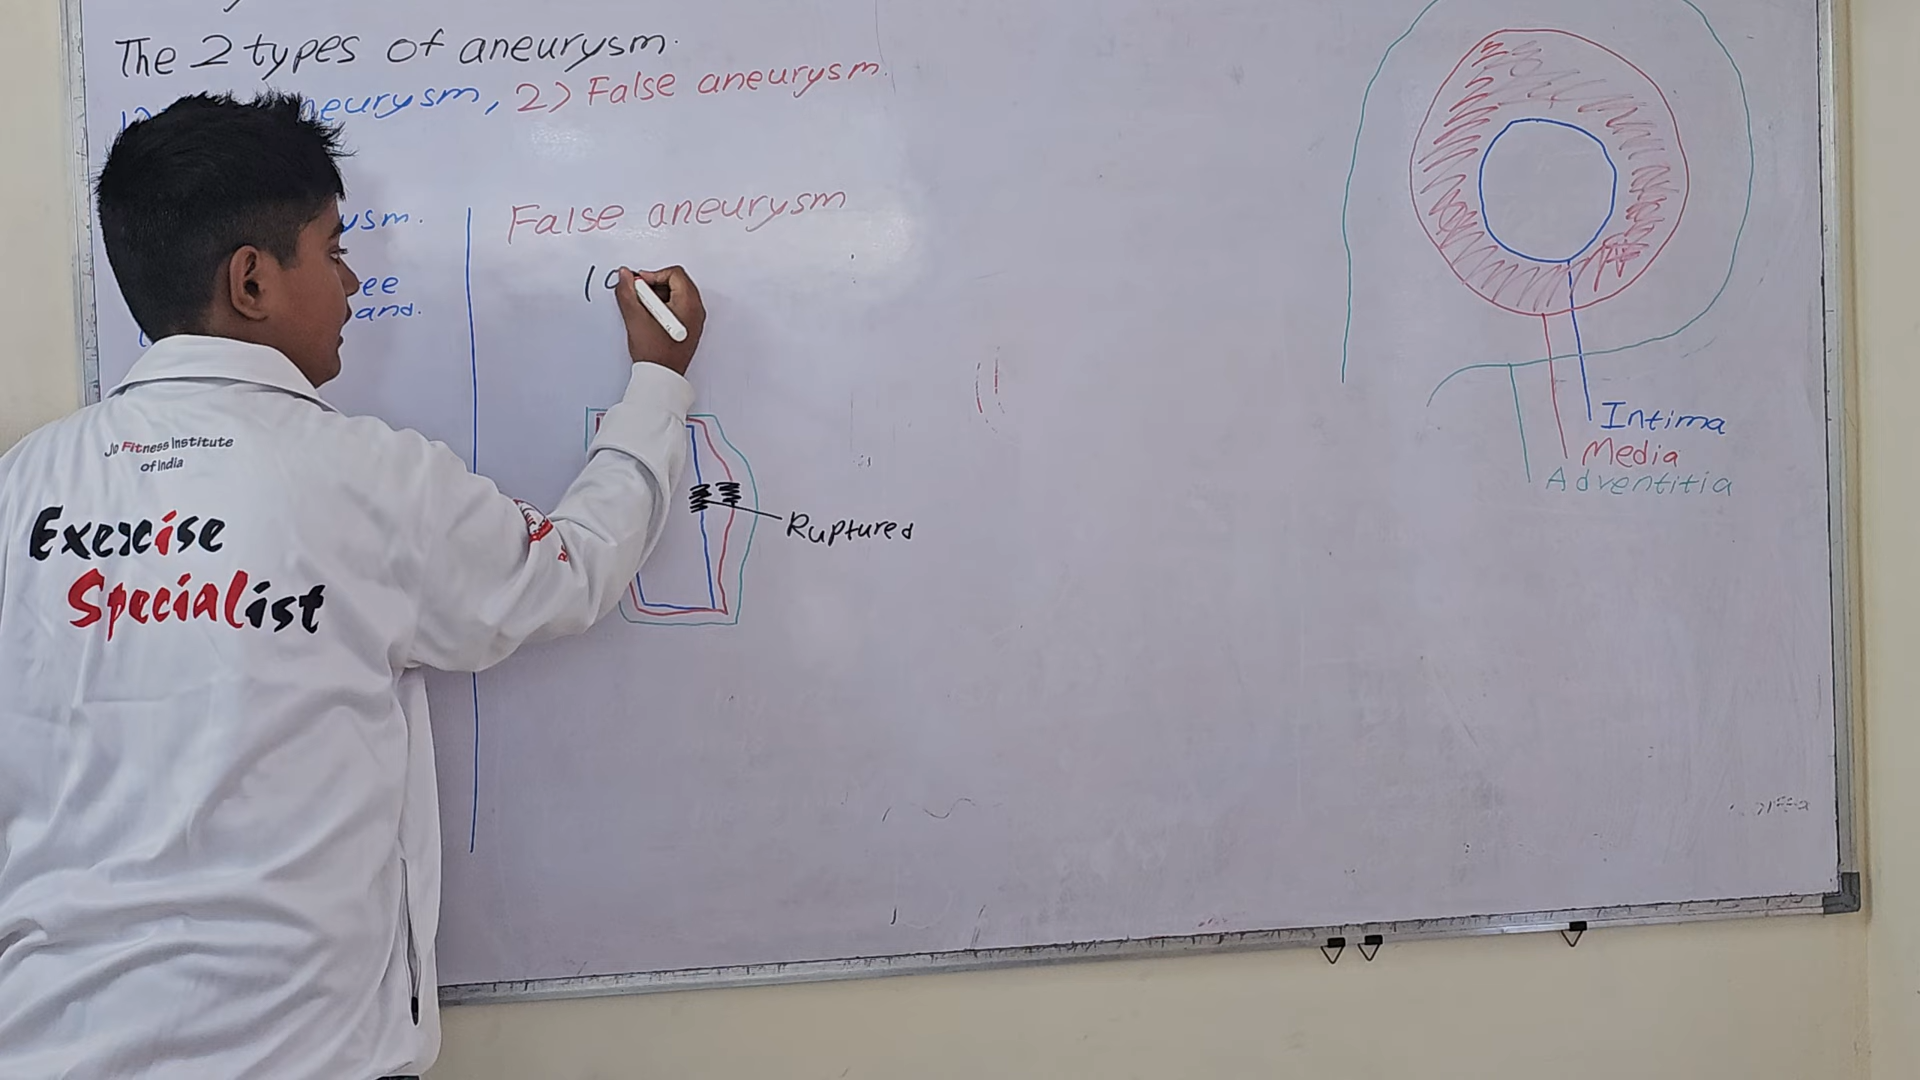 The 2 types of aneurysm.
neurysm, 2) False aneurysm.
ysm.
False aneurysm
ee
and.
Ruptured
Intima
Media
Adventitia
Jo Fitness Institute
of India
Exercise
Specialist